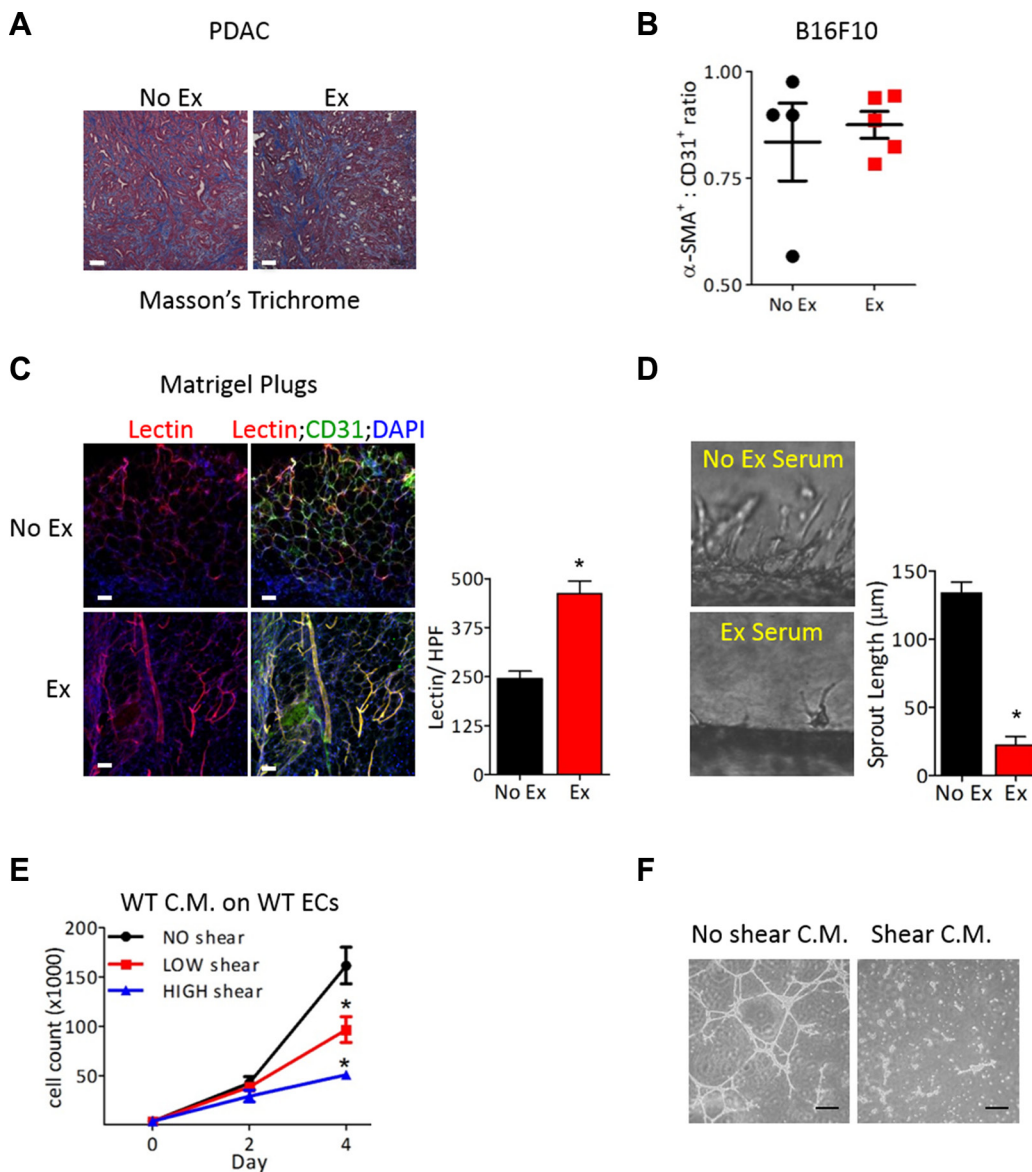 A
PDAC
No Ex Ex
Masson's Trichrome
B
B16F10
α-SMA⁺ : CD31⁺ ratio
1.00
0.75
0.50
No Ex Ex
C
Matrigel Plugs
Lectin Lectin;CD31;DAPI
No Ex
Ex
Lectin/ HPF
500
375
250
125
0
*
No Ex Ex
D
No Ex Serum
Ex Serum
Sprout Length (µm)
150
100
50
0
*
No Ex Ex
E
WT C.M. on WT ECs
NO shear
LOW shear
HIGH shear
cell count (x1000)
200
150
100
50
*
*
0 2 4
Day
F
No shear C.M. Shear C.M.